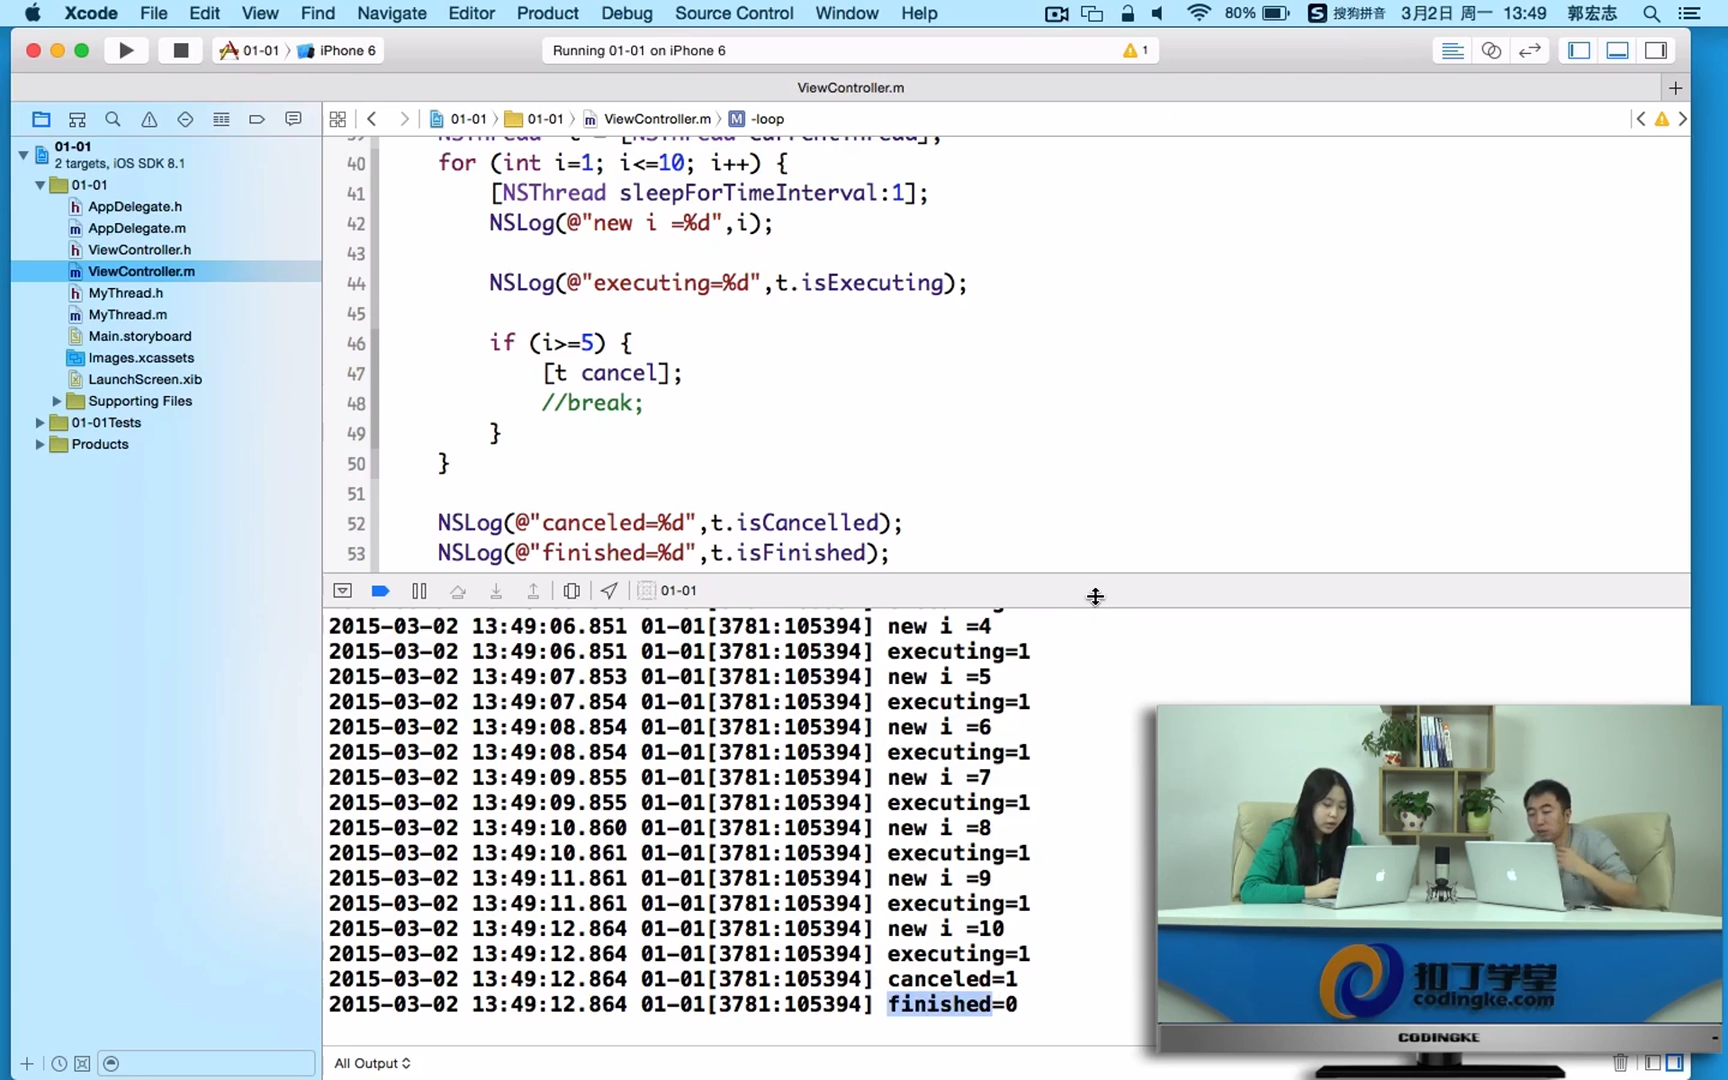 Xcode File Edit View Find Navigate Editor Product Debug Source Control Window Help 80% S 搜狗拼音 3月2日 周一 13:49 郭宏志
01-01 iPhone 6 Running 01-01 on iPhone 6 1
ViewController.m
01-01 01-01 ViewController.m M -loop
01-01
2 targets, iOS SDK 8.1
01-01
h AppDelegate.h
m AppDelegate.m
h ViewController.h
m ViewController.m
h MyThread.h
m MyThread.m
Main.storyboard
Images.xcassets
LaunchScreen.xib
Supporting Files
01-01Tests
Products
39 NSThread *t = [NSThread currentThread];
40 for (int i=1; i<=10; i++) {
41 [NSThread sleepForTimeInterval:1];
42 NSLog(@"new i =%d",i);
43
44 NSLog(@"executing=%d",t.isExecuting);
45
46 if (i>=5) {
47 [t cancel];
48 //break;
49 }
50 }
51
52 NSLog(@"canceled=%d",t.isCancelled);
53 NSLog(@"finished=%d",t.isFinished);
01-01
2015-03-02 13:49:06.851 01-01[3781:105394] new i =4
2015-03-02 13:49:06.851 01-01[3781:105394] executing=1
2015-03-02 13:49:07.853 01-01[3781:105394] new i =5
2015-03-02 13:49:07.854 01-01[3781:105394] executing=1
2015-03-02 13:49:08.854 01-01[3781:105394] new i =6
2015-03-02 13:49:08.854 01-01[3781:105394] executing=1
2015-03-02 13:49:09.855 01-01[3781:105394] new i =7
2015-03-02 13:49:09.855 01-01[3781:105394] executing=1
2015-03-02 13:49:10.860 01-01[3781:105394] new i =8
2015-03-02 13:49:10.861 01-01[3781:105394] executing=1
2015-03-02 13:49:11.861 01-01[3781:105394] new i =9
2015-03-02 13:49:11.861 01-01[3781:105394] executing=1
2015-03-02 13:49:12.864 01-01[3781:105394] new i =10
2015-03-02 13:49:12.864 01-01[3781:105394] executing=1
2015-03-02 13:49:12.864 01-01[3781:105394] canceled=1
2015-03-02 13:49:12.864 01-01[3781:105394] finished=0
All Output
扣丁学堂
codingke.com
CODINGKE